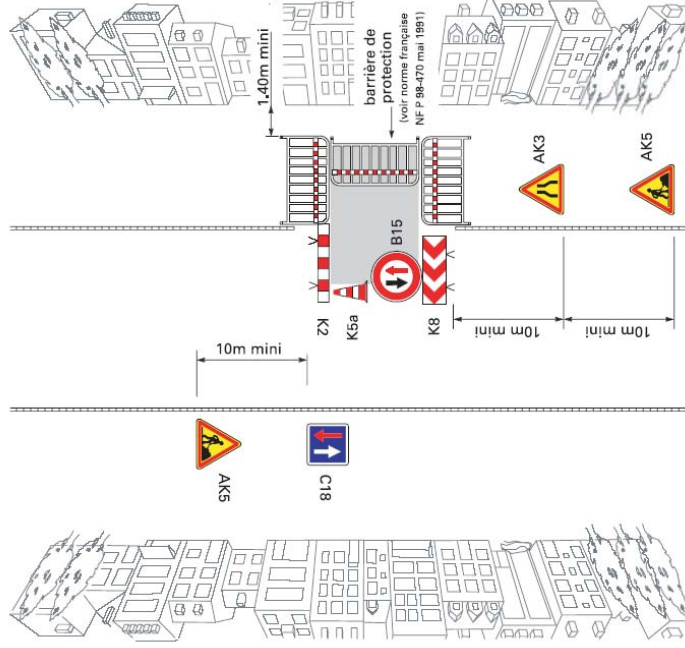 1.40m mini
barrière de
protection
(voir norme française
NF P 98-470 mai 1991)
AK3
AK5
K2
K5a
B15
K8
10m mini
10m mini
10m mini
AK5
C18